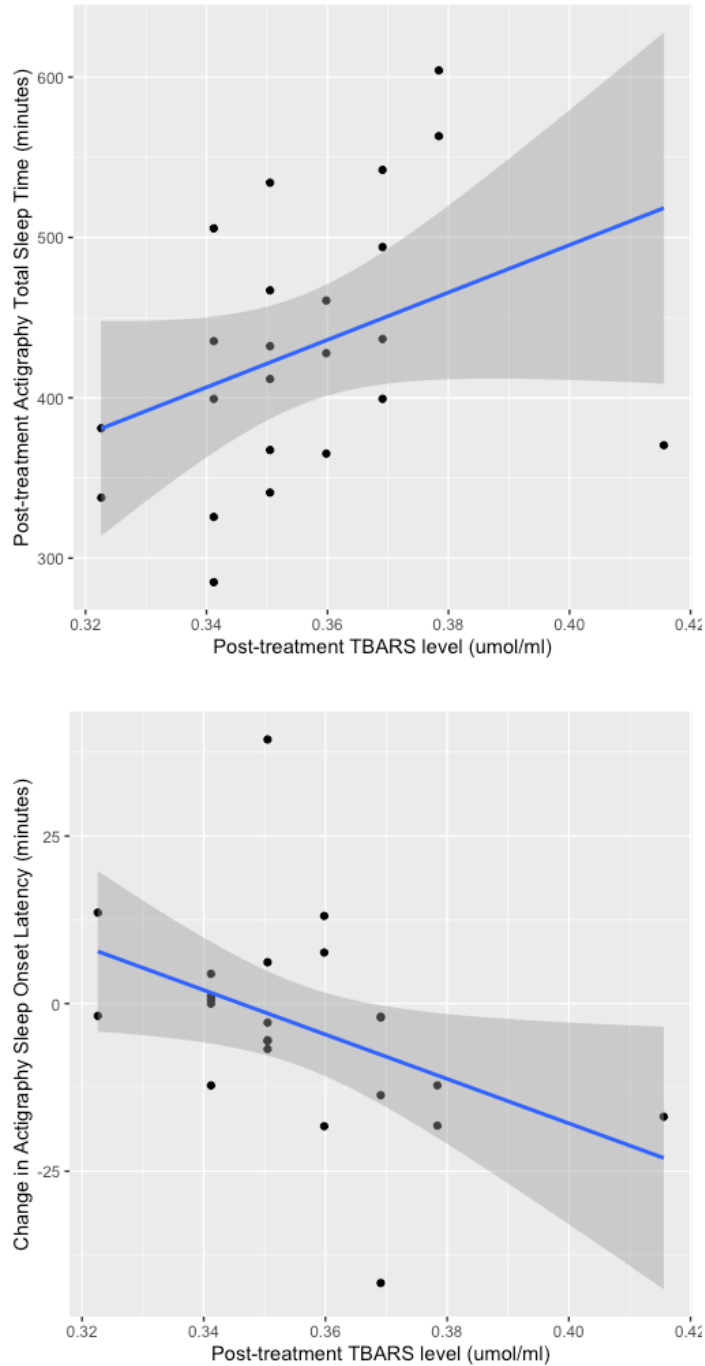 Post-treatment Actigraphy Total Sleep Time (minutes)
600
500
400
300
0.32 0.34 0.36 0.38 0.40 0.42
Post-treatment TBARS level (umol/ml)
Change in Actigraphy Sleep Onset Latency (minutes)
25
0
-25
0.32 0.34 0.36 0.38 0.40 0.42
Post-treatment TBARS level (umol/ml)